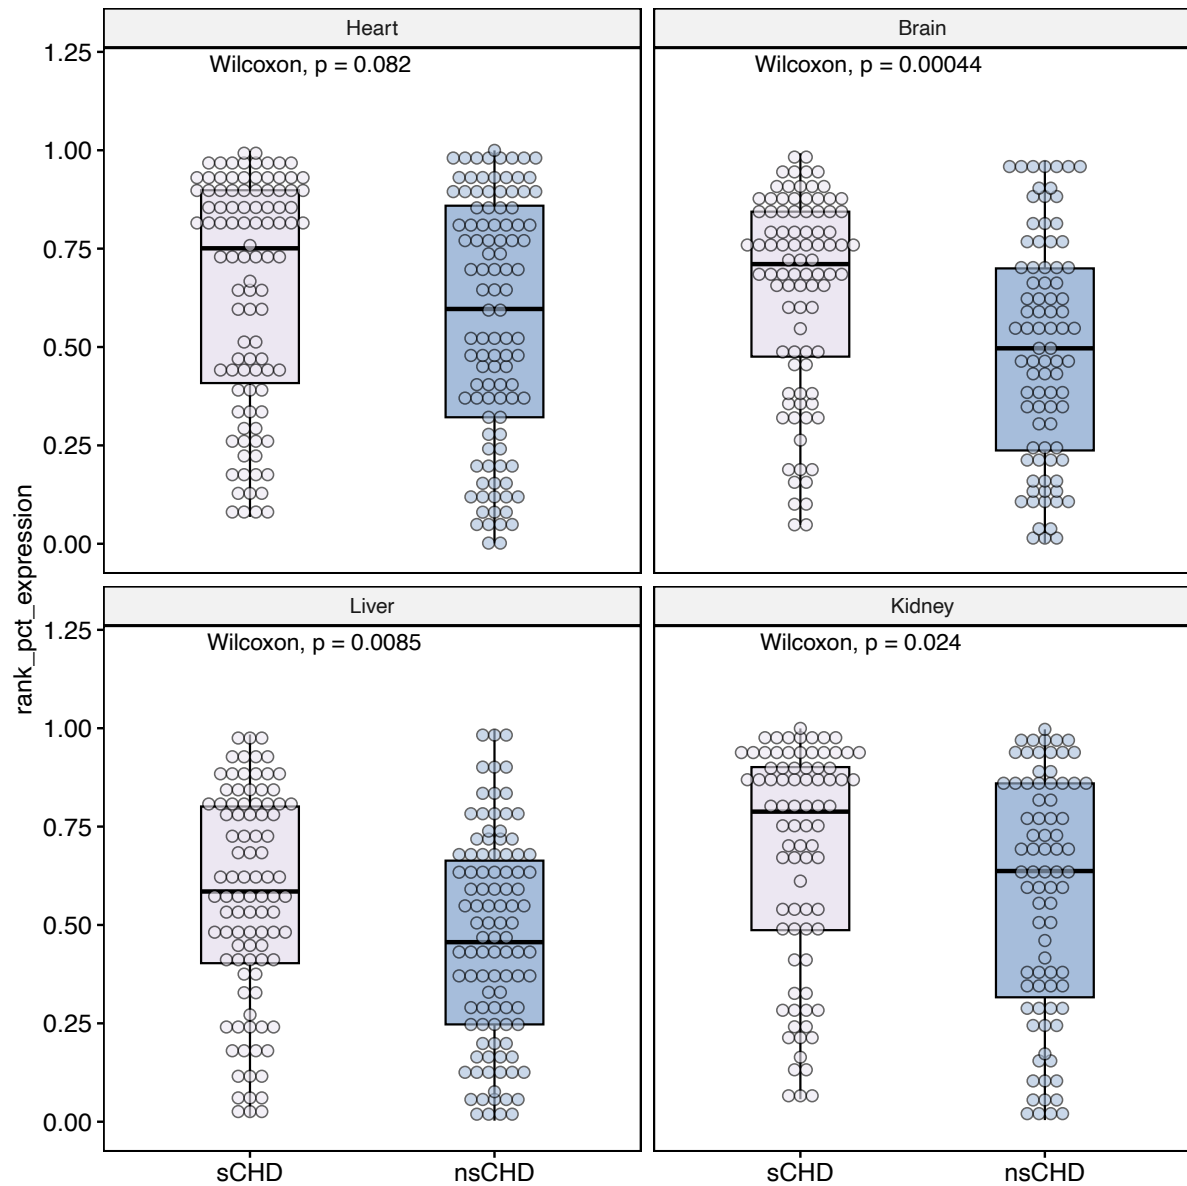 Heart
Brain
Wilcoxon, p = 0.082
Wilcoxon, p = 0.00044
1.25
1.00
0.75
0.50
0.25
0.00
rank_pct_expression
Liver
Kidney
Wilcoxon, p = 0.0085
Wilcoxon, p = 0.024
1.25
1.00
0.75
0.50
0.25
0.00
sCHD
nsCHD
sCHD
nsCHD